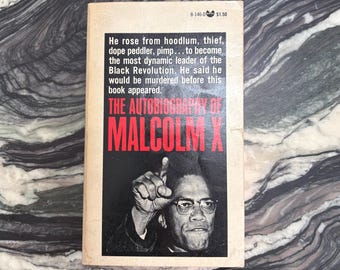 $1.50
He rose from hoodlum, thief,
dope peddler, pimp...to become
the most dynamic leader of the
Black Revolution. He said he
would be murdered before this
book appeared.
THE AUTOBIOGRAPHY OF
MALCOLM X